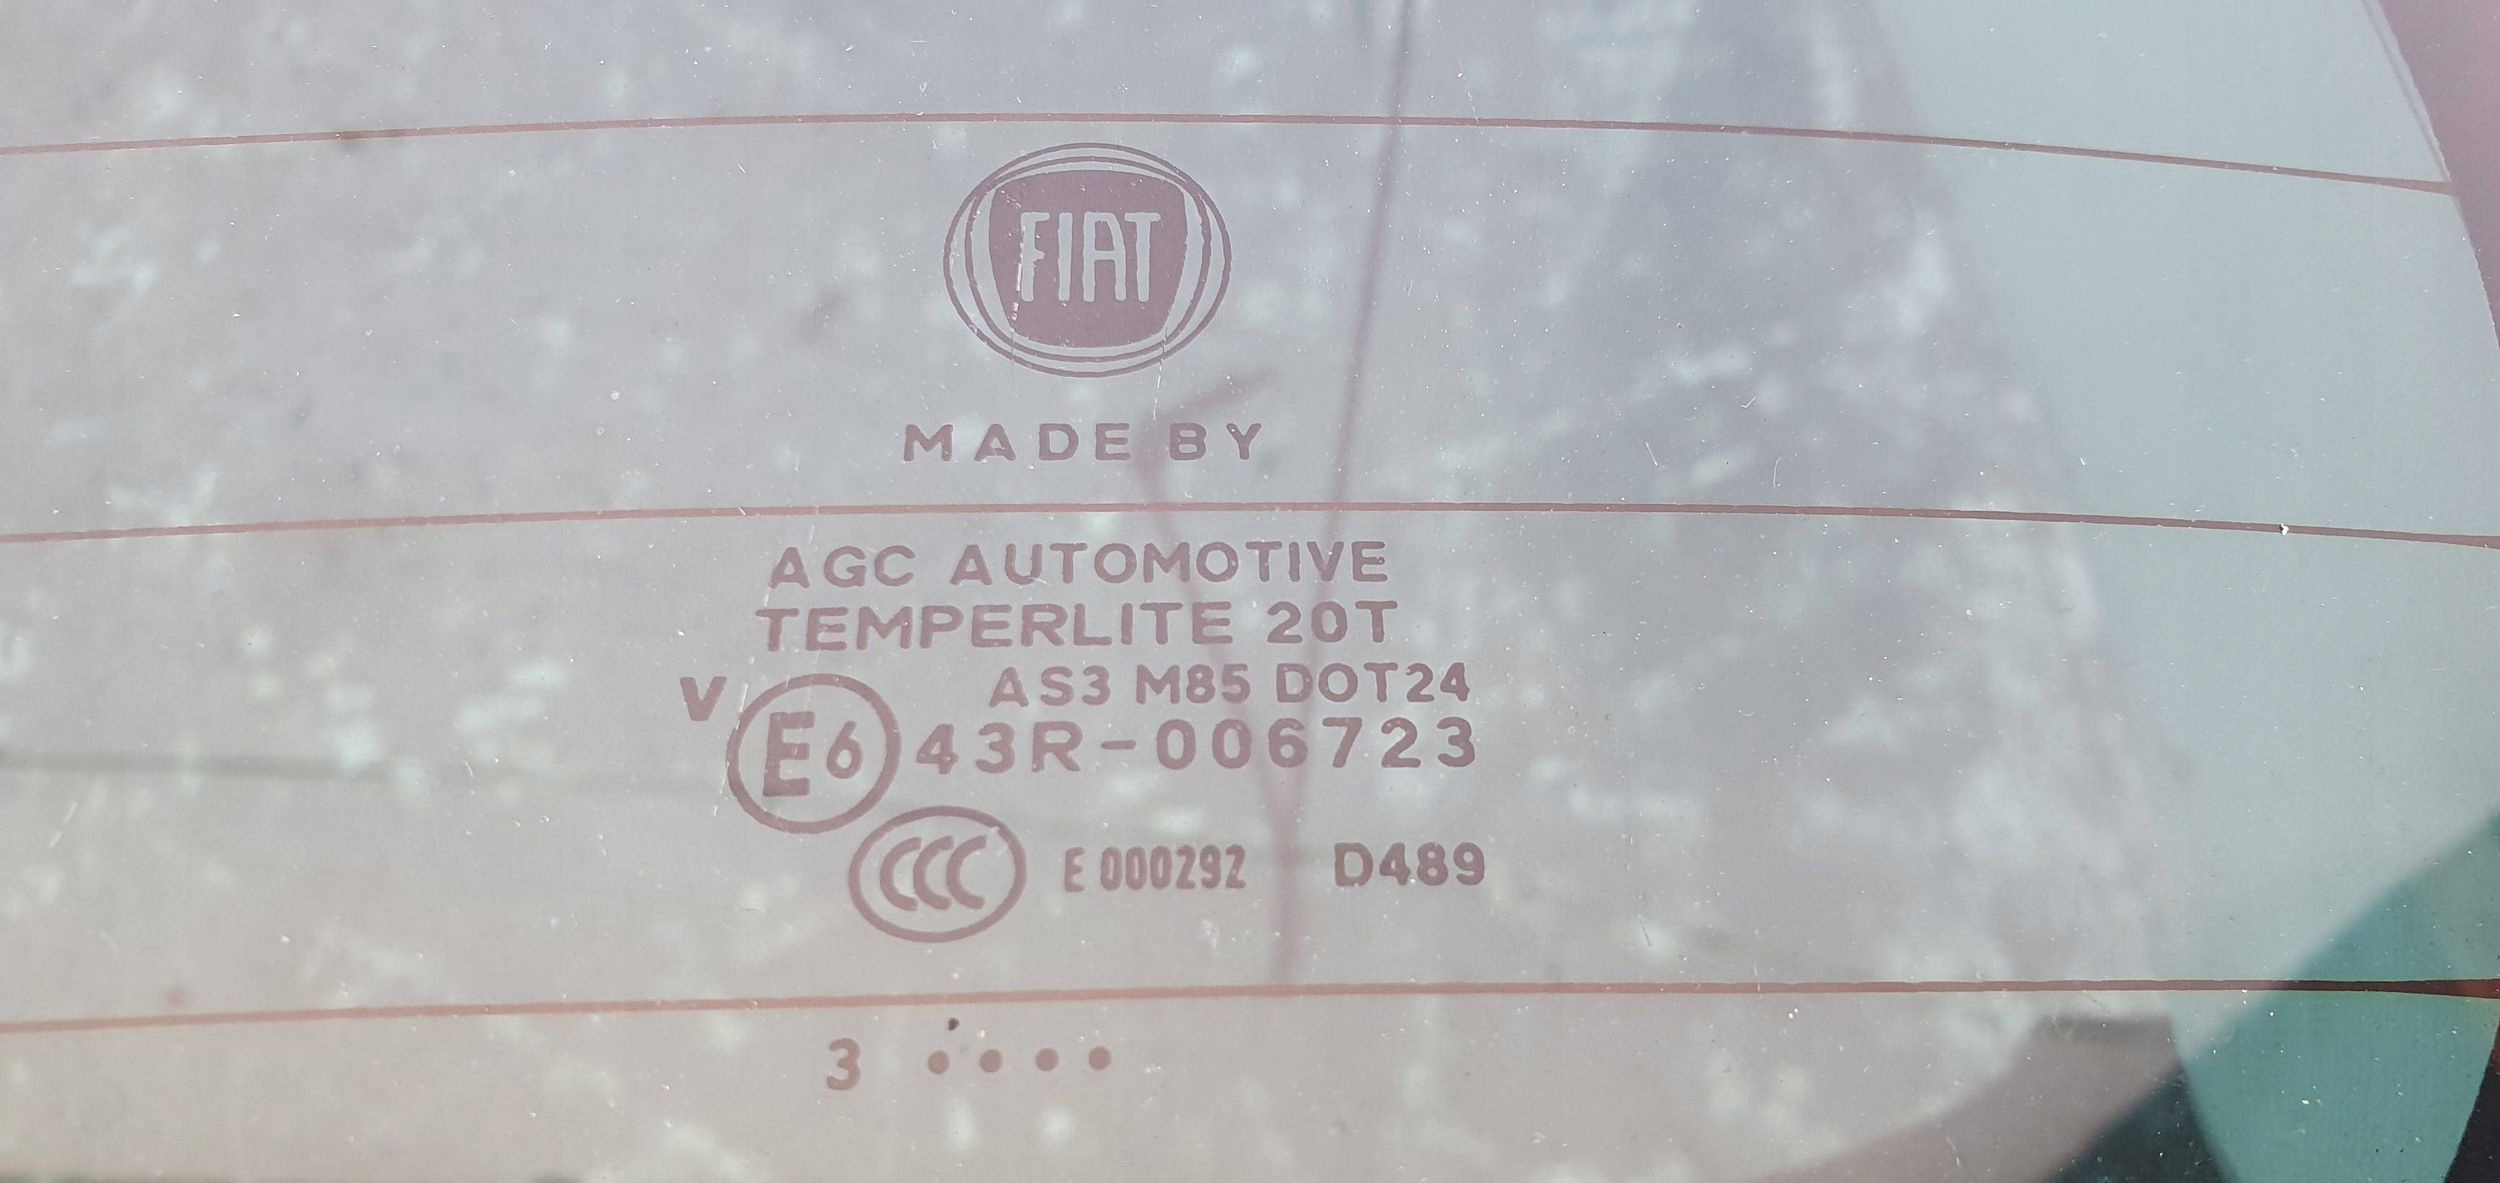 FIAT
MADE BY
AGC AUTOMOTIVE
TEMPERLITE 20T
AS3 M85 DOT24
V E6 43R-006723
CCC E 000292 D489
3 ••••